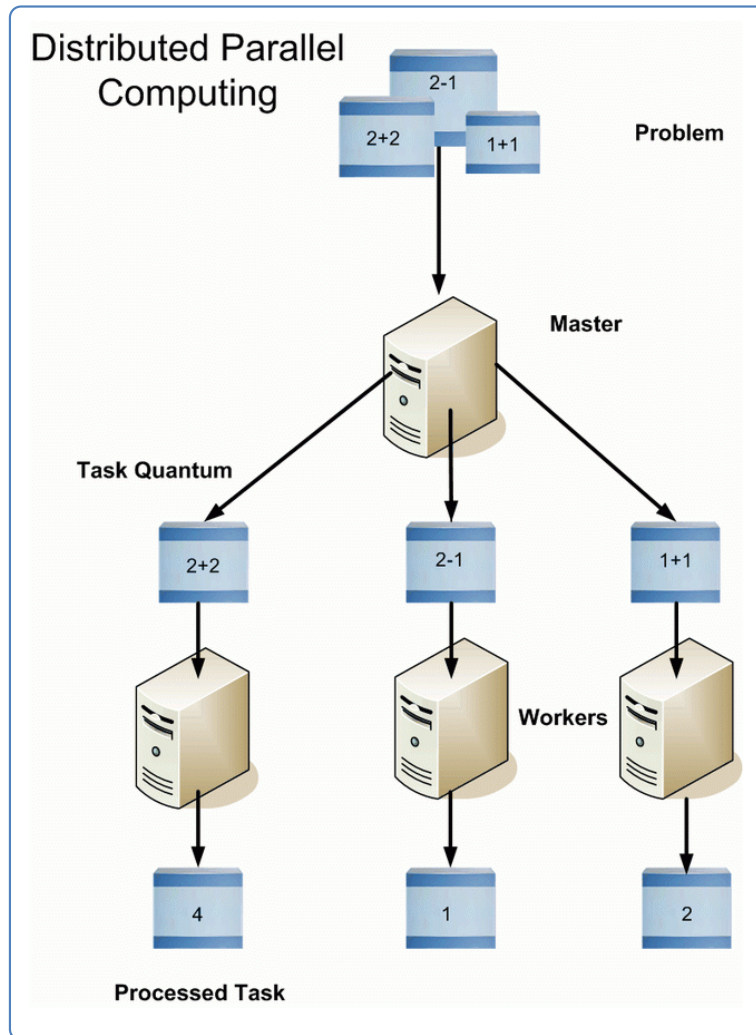 Distributed Parallel
Computing
2-1
2+2
1+1
Problem
Master
Task Quantum
2+2
2-1
1+1
Workers
4
1
2
Processed Task